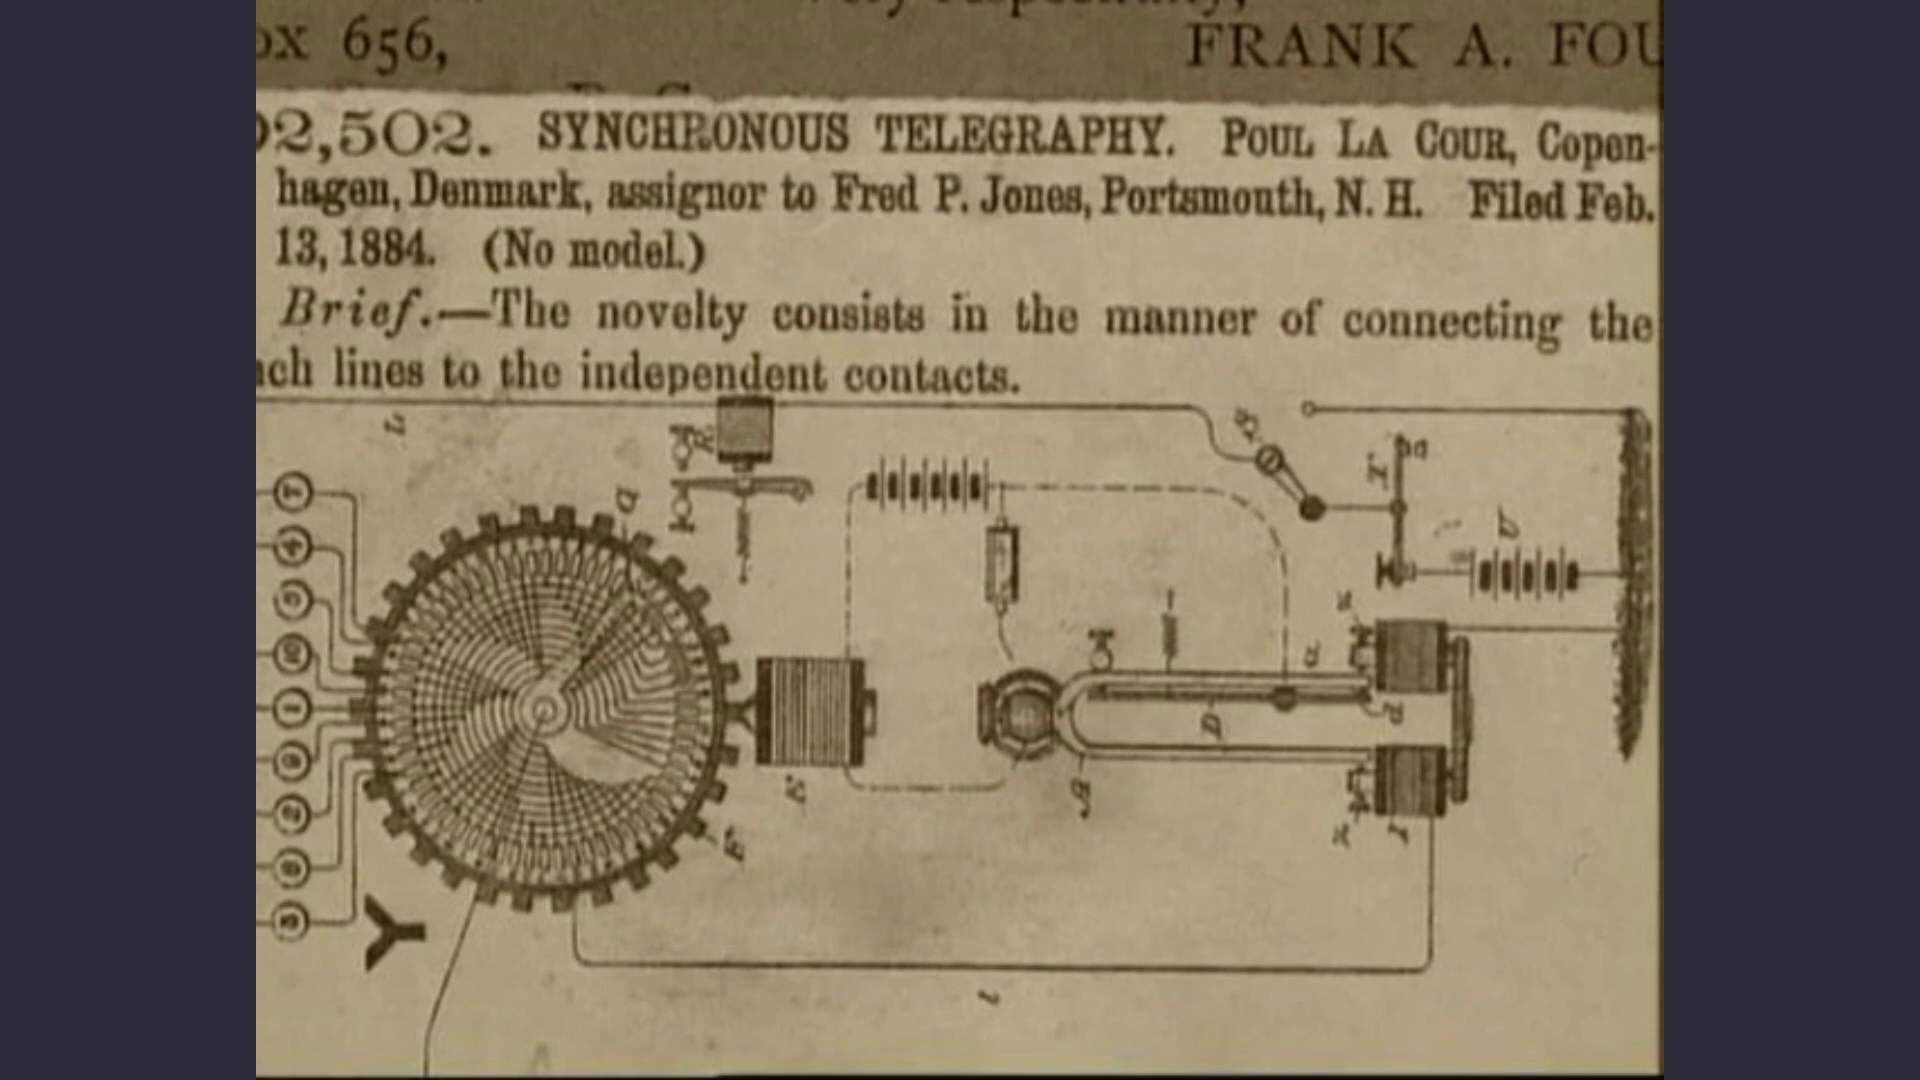 ox 656,
FRANK A. FOU
2,502. SYNCHRONOUS TELEGRAPHY. POUL LA COUR, Copen-
hagen, Denmark, assignor to Fred P. Jones, Portsmouth, N. H. Filed Feb.
13, 1884. (No model.)
Brief.—The novelty consists in the manner of connecting the
ch lines to the independent contacts.
Y